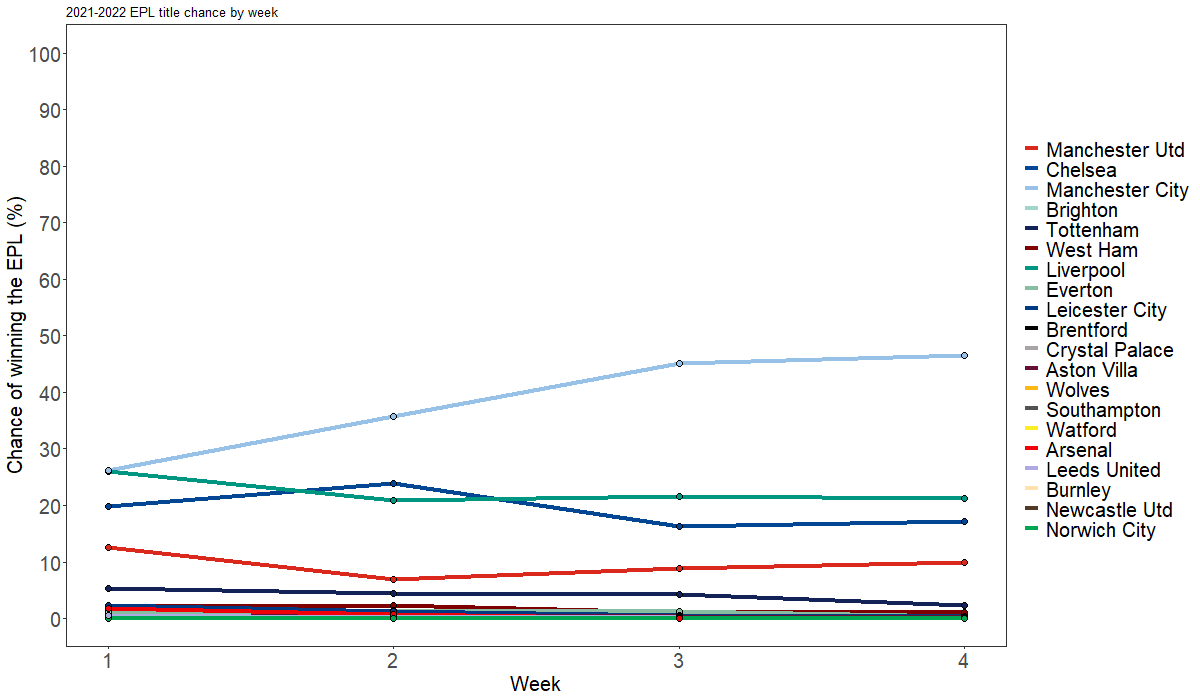 2021-2022 EPL title chance by week
Chance of winning the EPL (%)
100
90
80
70
60
50
40
30
20
10
0
1
2
3
4
Week
Manchester Utd
Chelsea
Manchester City
Brighton
Tottenham
West Ham
Liverpool
Everton
Leicester City
Brentford
Crystal Palace
Aston Villa
Wolves
Southampton
Watford
Arsenal
Leeds United
Burnley
Newcastle Utd
Norwich City